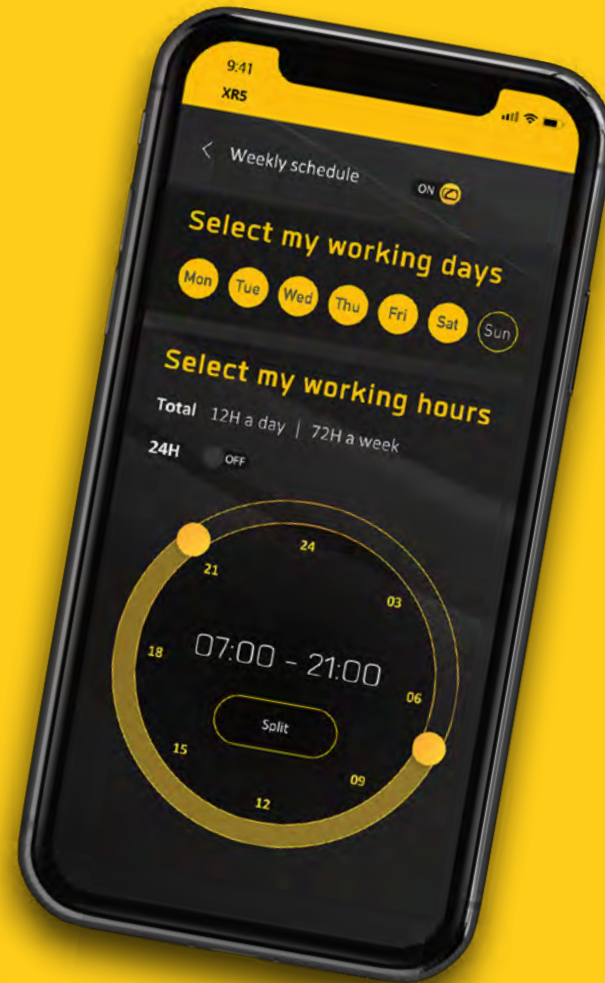 9:41
XR5
Weekly schedule
ON
Select my working days
Mon Tue Wed Thu Fri Sat Sun
Select my working hours
Total 12H a day | 72H a week
24H OFF
24
21
03
18
07:00 - 21:00
06
Split
15
09
12